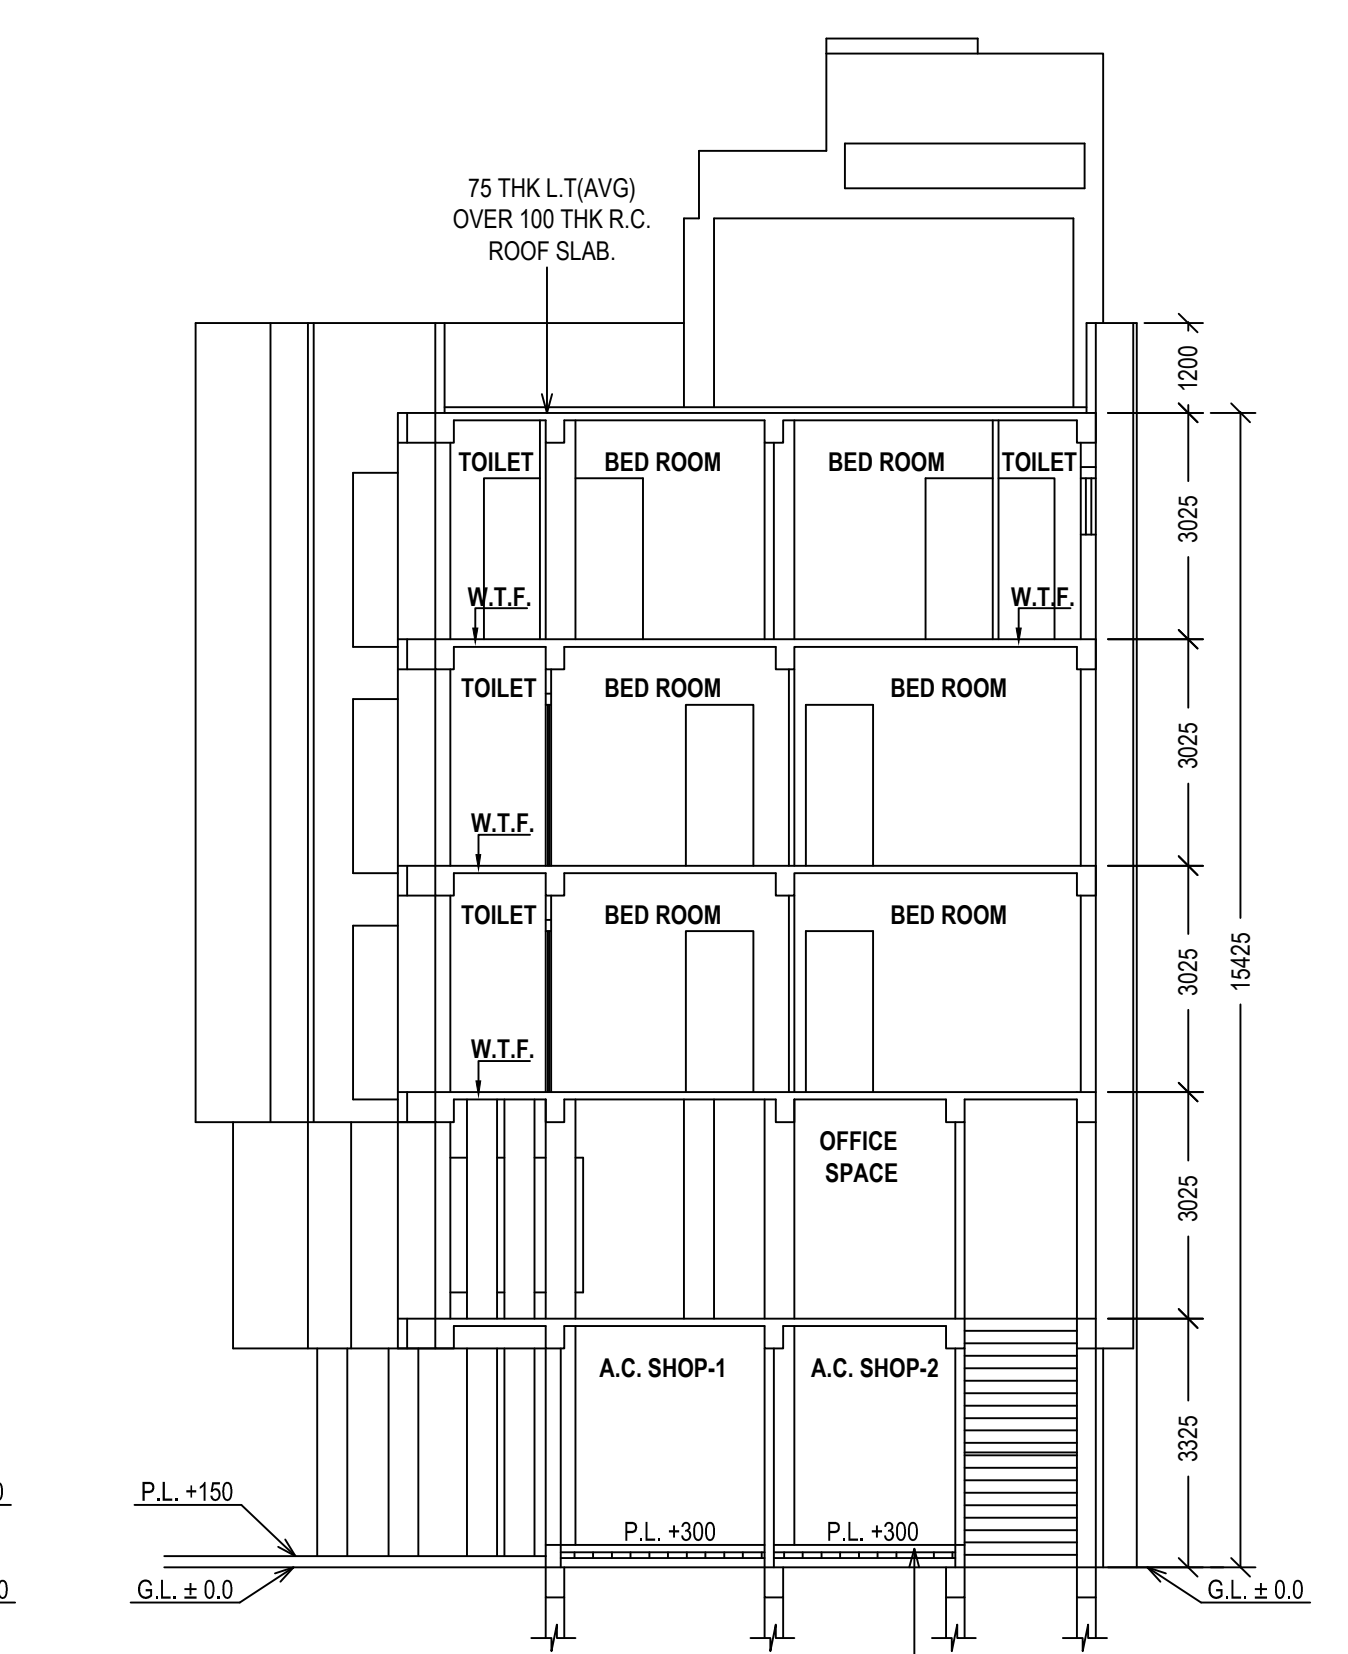 75 THK L.T(AVG)
OVER 100 THK R.C.
ROOF SLAB.
1200
TOILET
BED ROOM
BED ROOM
TOILET
3025
W.T.F.
W.T.F.
TOILET
BED ROOM
BED ROOM
3025
W.T.F.
TOILET
BED ROOM
BED ROOM
3025
15425
W.T.F.
OFFICE
SPACE
3025
A.C. SHOP-1
A.C. SHOP-2
3325
P.L. +150
P.L. +300
P.L. +300
G.L. ± 0.0
G.L. ± 0.0